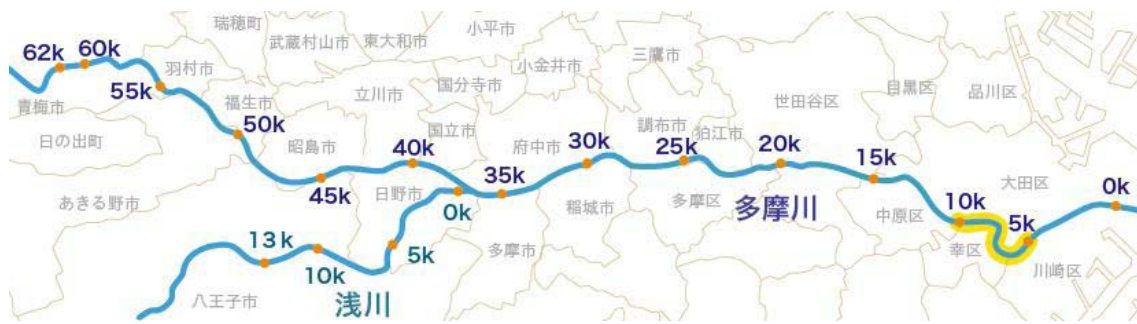 瑞穂町
武蔵村山市
東大和市
小平市
62k
60k
羽村市
三鷹市
小金井市
国分寺市
青梅市
55k
福生市
立川市
世田谷区
目黒区
品川区
日の出町
50k
昭島市
国立市
府中市
調布市
狛江市
40k
30k
25k
20k
15k
大田区
あきる野市
45k
日野市
0k
35k
稲城市
多摩区
多摩川
中原区
10k
5k
0k
13k
10k
5k
多摩市
幸区
川崎区
八王子市
浅川